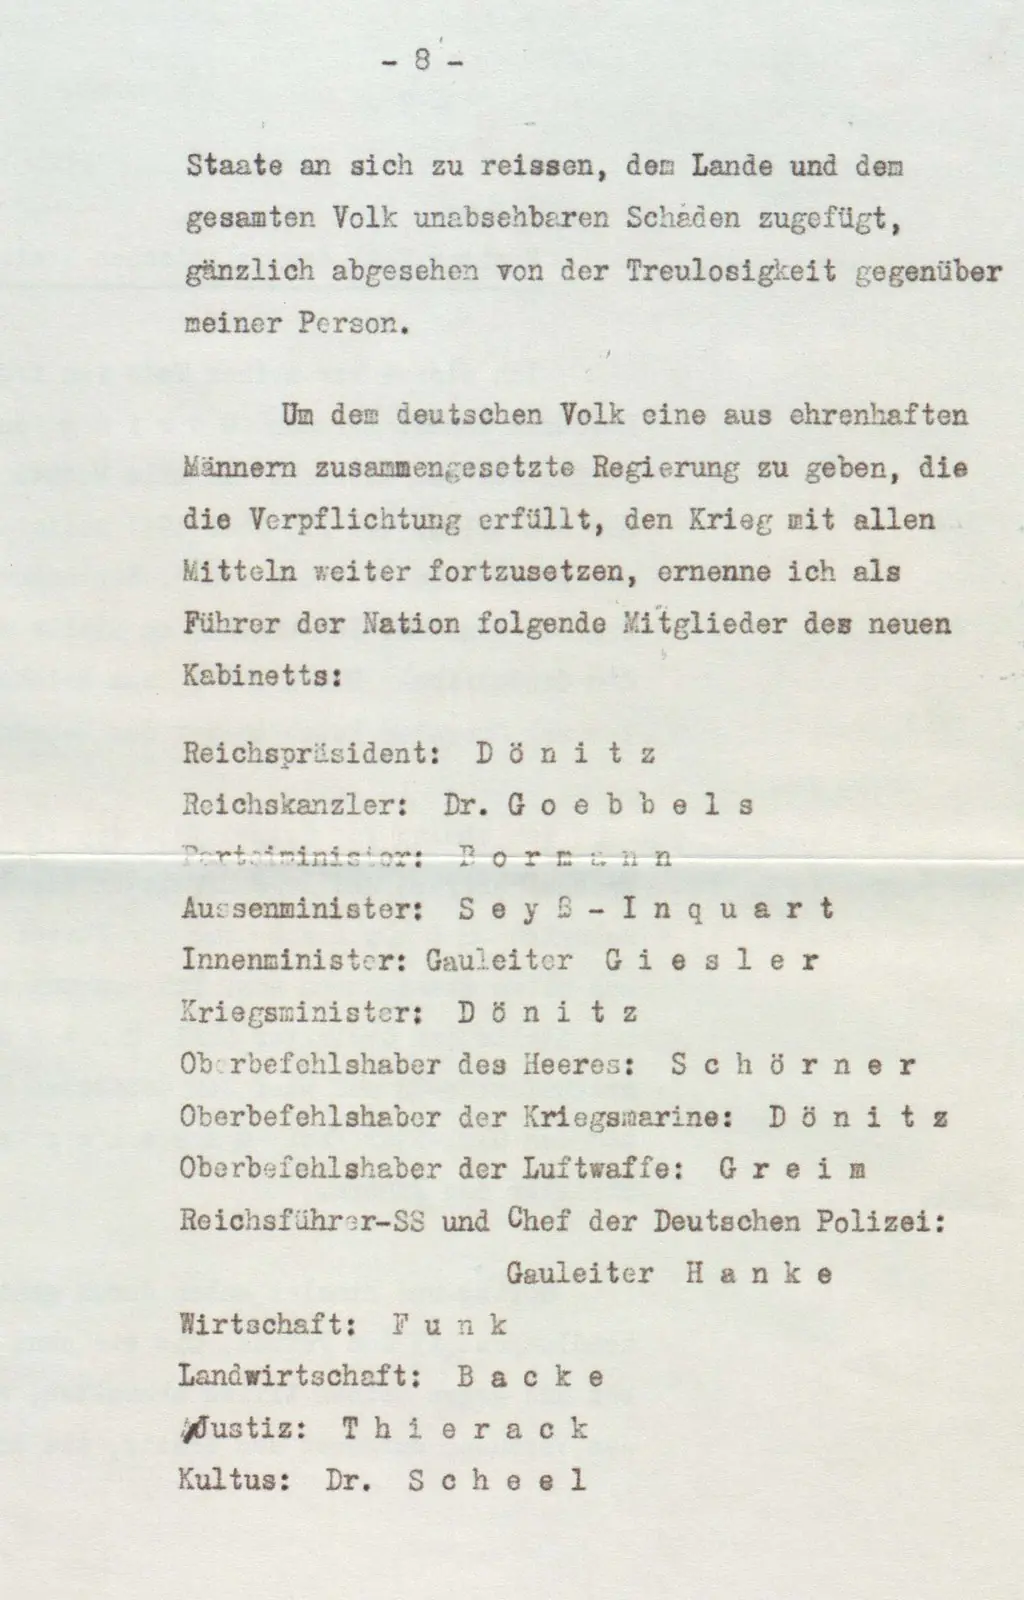 - 8 -
Staate an sich zu reissen, dem Lande und dem
gesamten Volk unabsehbaren Schaden zugefügt,
gänzlich abgesehen von der Treulosigkeit gegenüber
meiner Person.
Um dem deutschen Volk eine aus ehrenhaften
Männern zusammengesetzte Regierung zu geben, die
die Verpflichtung erfüllt, den Krieg mit allen
Mitteln weiter fortzusetzen, ernenne ich als
Führer der Nation folgende Mitglieder des neuen
Kabinetts:
Reichspräsident: D ö n i t z
Reichskanzler: Dr. G o e b b e l s
Parteiminister: B o r m a n n
Aussenminister: S e y ß - I n q u a r t
Innenminister: Gauleiter G i e s l e r
Kriegsminister: D ö n i t z
Oberbefehlshaber des Heeres: S c h ö r n e r
Oberbefehlshaber der Kriegsmarine: D ö n i t z
Oberbefehlshaber der Luftwaffe: G r e i m
Reichsführer-SS und Chef der Deutschen Polizei:
Gauleiter H a n k e
Wirtschaft: F u n k
Landwirtschaft: B a c k e
Justiz: T h i e r a c k
Kultus: Dr. S c h e e l